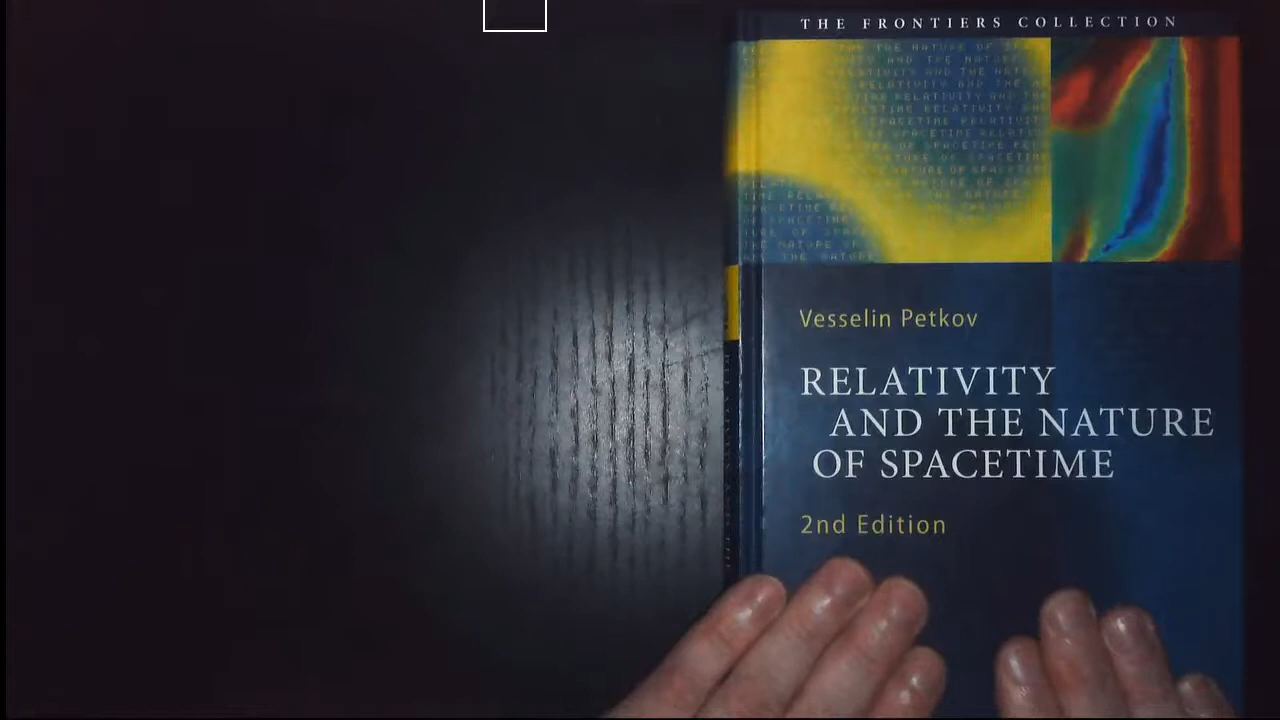 THE FRONTIERS COLLECTION
Vesselin Petkov
RELATIVITY
AND THE NATURE
OF SPACETIME
2nd Edition